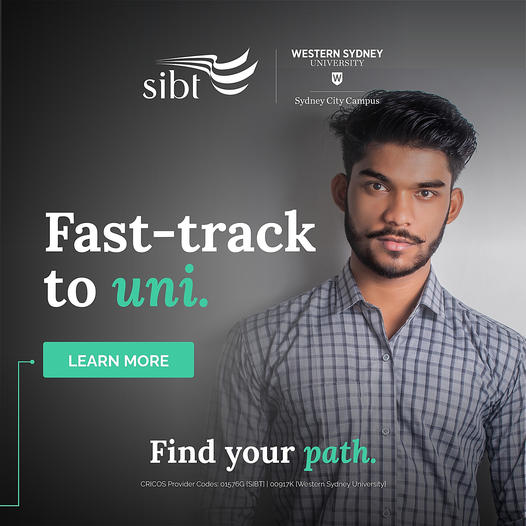 sibt
WESTERN SYDNEY
UNIVERSITY
W
Sydney City Campus
Fast-track
to uni.
LEARN MORE
Find your path.
CRICOS Provider Codes: 01576G [SIBT] | 00917K [Western Sydney University]